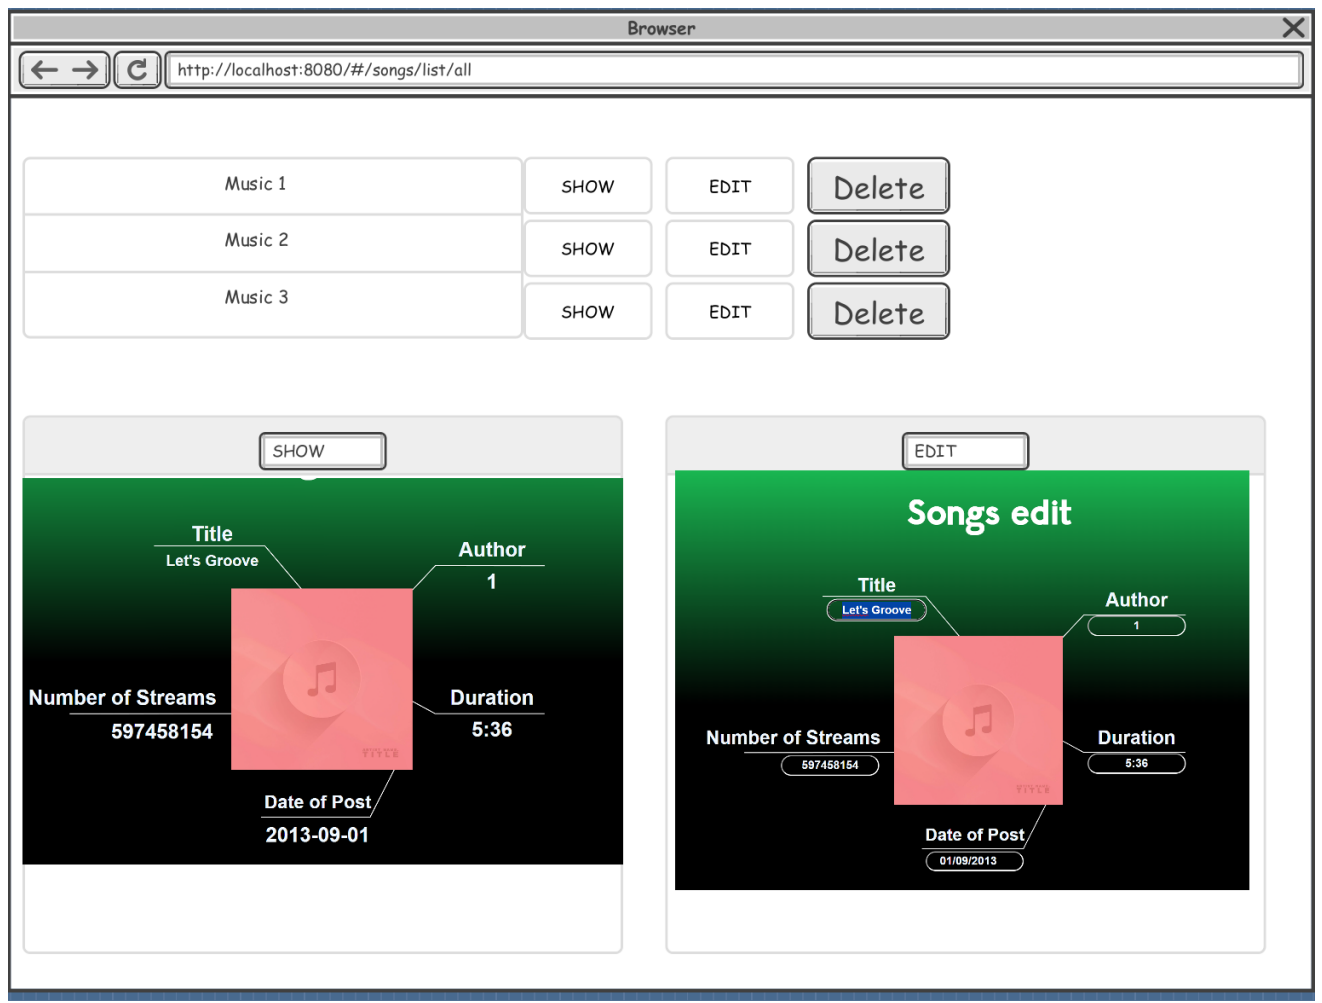 Browser
http://localhost:8080/#/songs/list/all
Music 1 SHOW EDIT Delete
Music 2 SHOW EDIT Delete
Music 3 SHOW EDIT Delete
SHOW
Title
Let's Groove
Author
1
Number of Streams
597458154
Duration
5:36
TITLE
Date of Post
2013-09-01
EDIT
Songs edit
Title
Let's Groove
Author
1
Number of Streams
597458154
Duration
5:36
TITLE
Date of Post
01/09/2013